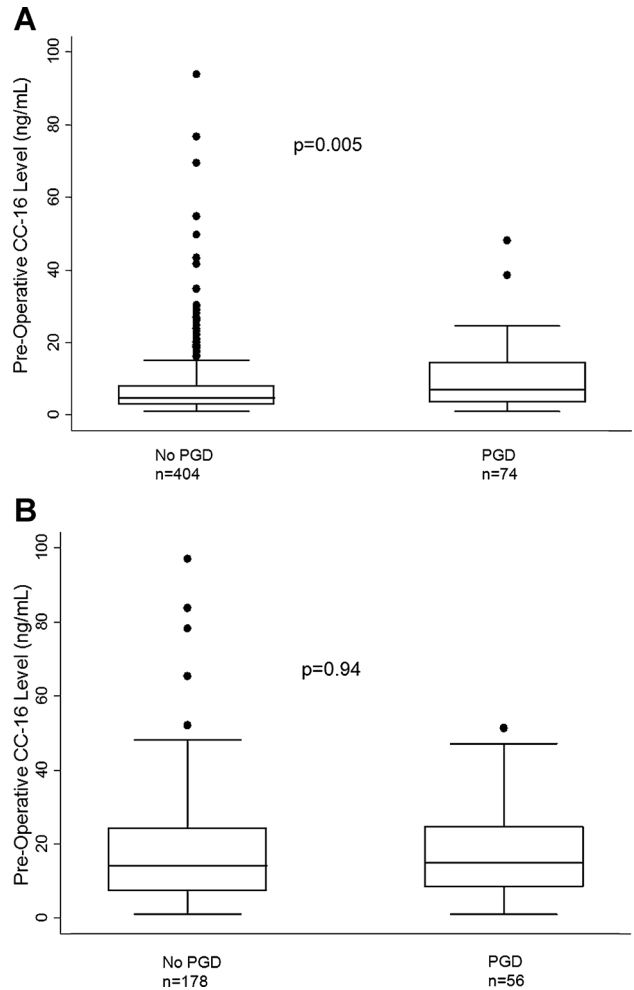 A
Pre-Operative CC-16 Level (ng/mL)
100
80
60
40
20
0
p=0.005
No PGD
n=404
PGD
n=74
B
Pre-Operative CC-16 Level (ng/mL)
100
80
60
40
20
0
p=0.94
No PGD
n=178
PGD
n=56